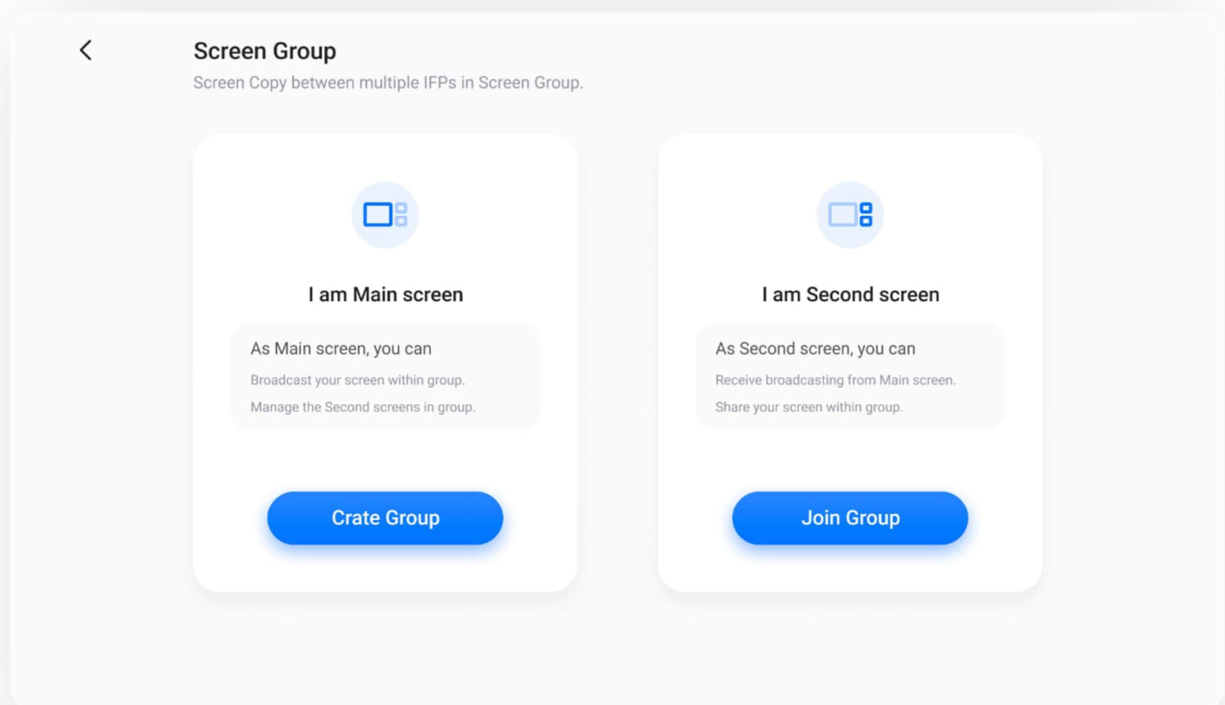 Screen Group
Screen Copy between multiple IFPs in Screen Group.
I am Main screen
As Main screen, you can
Broadcast your screen within group.
Manage the Second screens in group.
Crate Group
I am Second screen
As Second screen, you can
Receive broadcasting from Main screen.
Share your screen within group.
Join Group